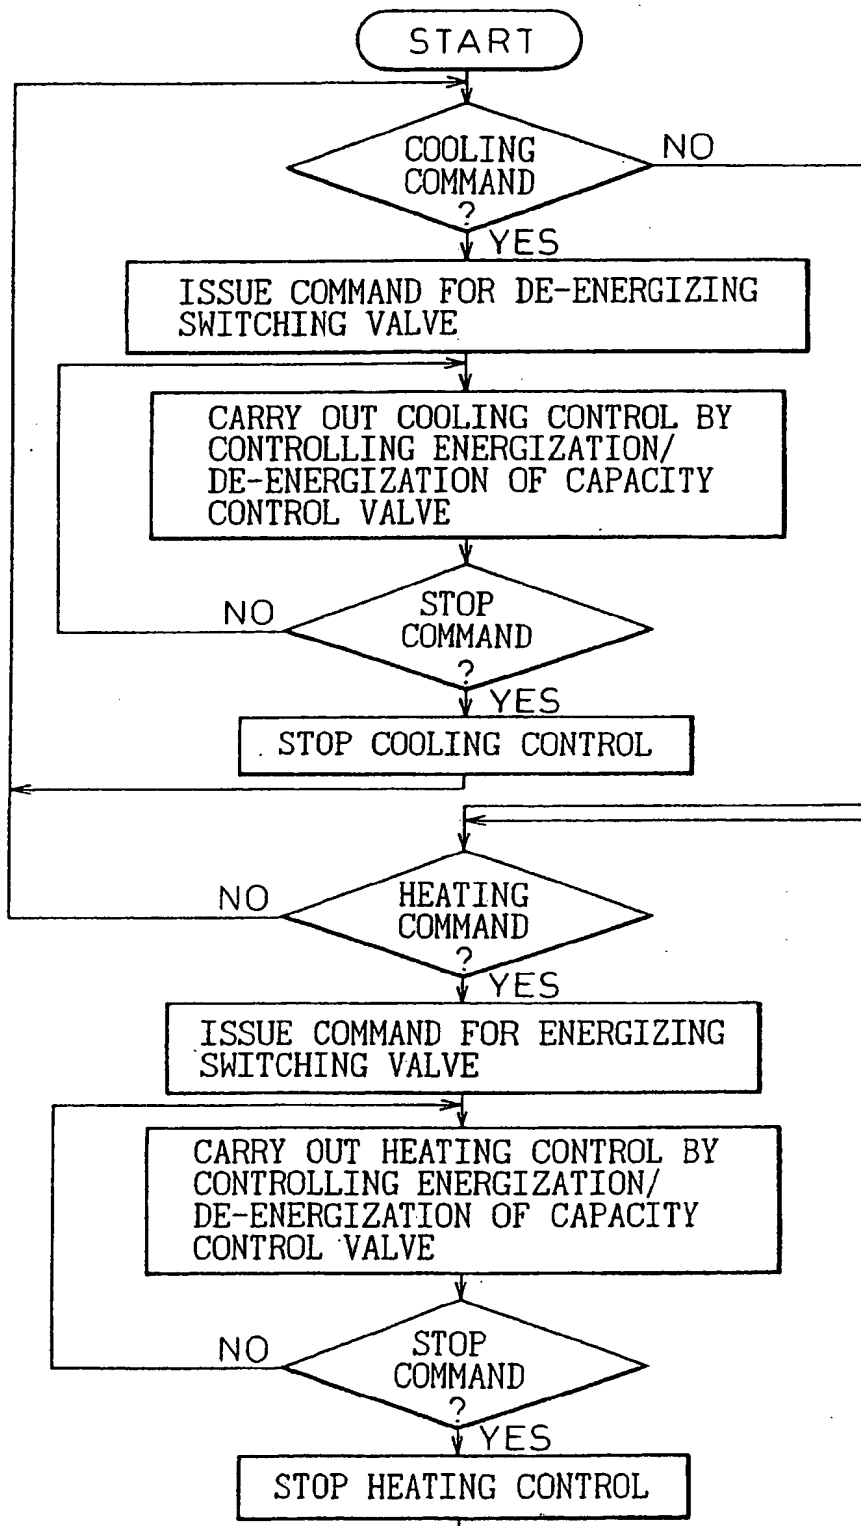 START
COOLING
COMMAND
?
NO
YES
ISSUE COMMAND FOR DE-ENERGIZING
SWITCHING VALVE
CARRY OUT COOLING CONTROL BY
CONTROLLING ENERGIZATION/
DE-ENERGIZATION OF CAPACITY
CONTROL VALVE
NO
STOP
COMMAND
?
YES
STOP COOLING CONTROL
NO
HEATING
COMMAND
?
YES
ISSUE COMMAND FOR ENERGIZING
SWITCHING VALVE
CARRY OUT HEATING CONTROL BY
CONTROLLING ENERGIZATION/
DE-ENERGIZATION OF CAPACITY
CONTROL VALVE
NO
STOP
COMMAND
?
YES
STOP HEATING CONTROL